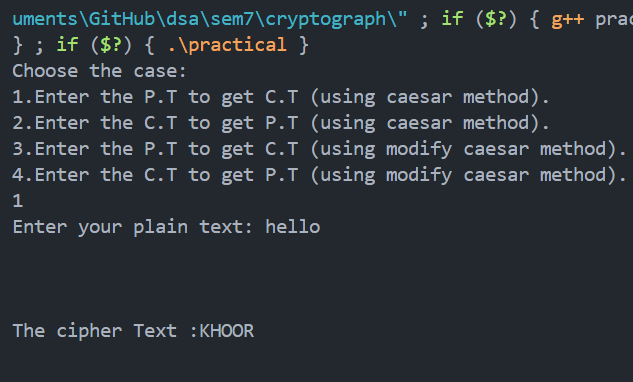 uments\GitHub\dsa\sem7\cryptograph\" ; if ($?) { g++ prac
} ; if ($?) { .\practical }
Choose the case:
1.Enter the P.T to get C.T (using caesar method).
2.Enter the C.T to get P.T (using caesar method).
3.Enter the P.T to get C.T (using modify caesar method).
4.Enter the C.T to get P.T (using modify caesar method).
1
Enter your plain text: hello
The cipher Text :KHOOR